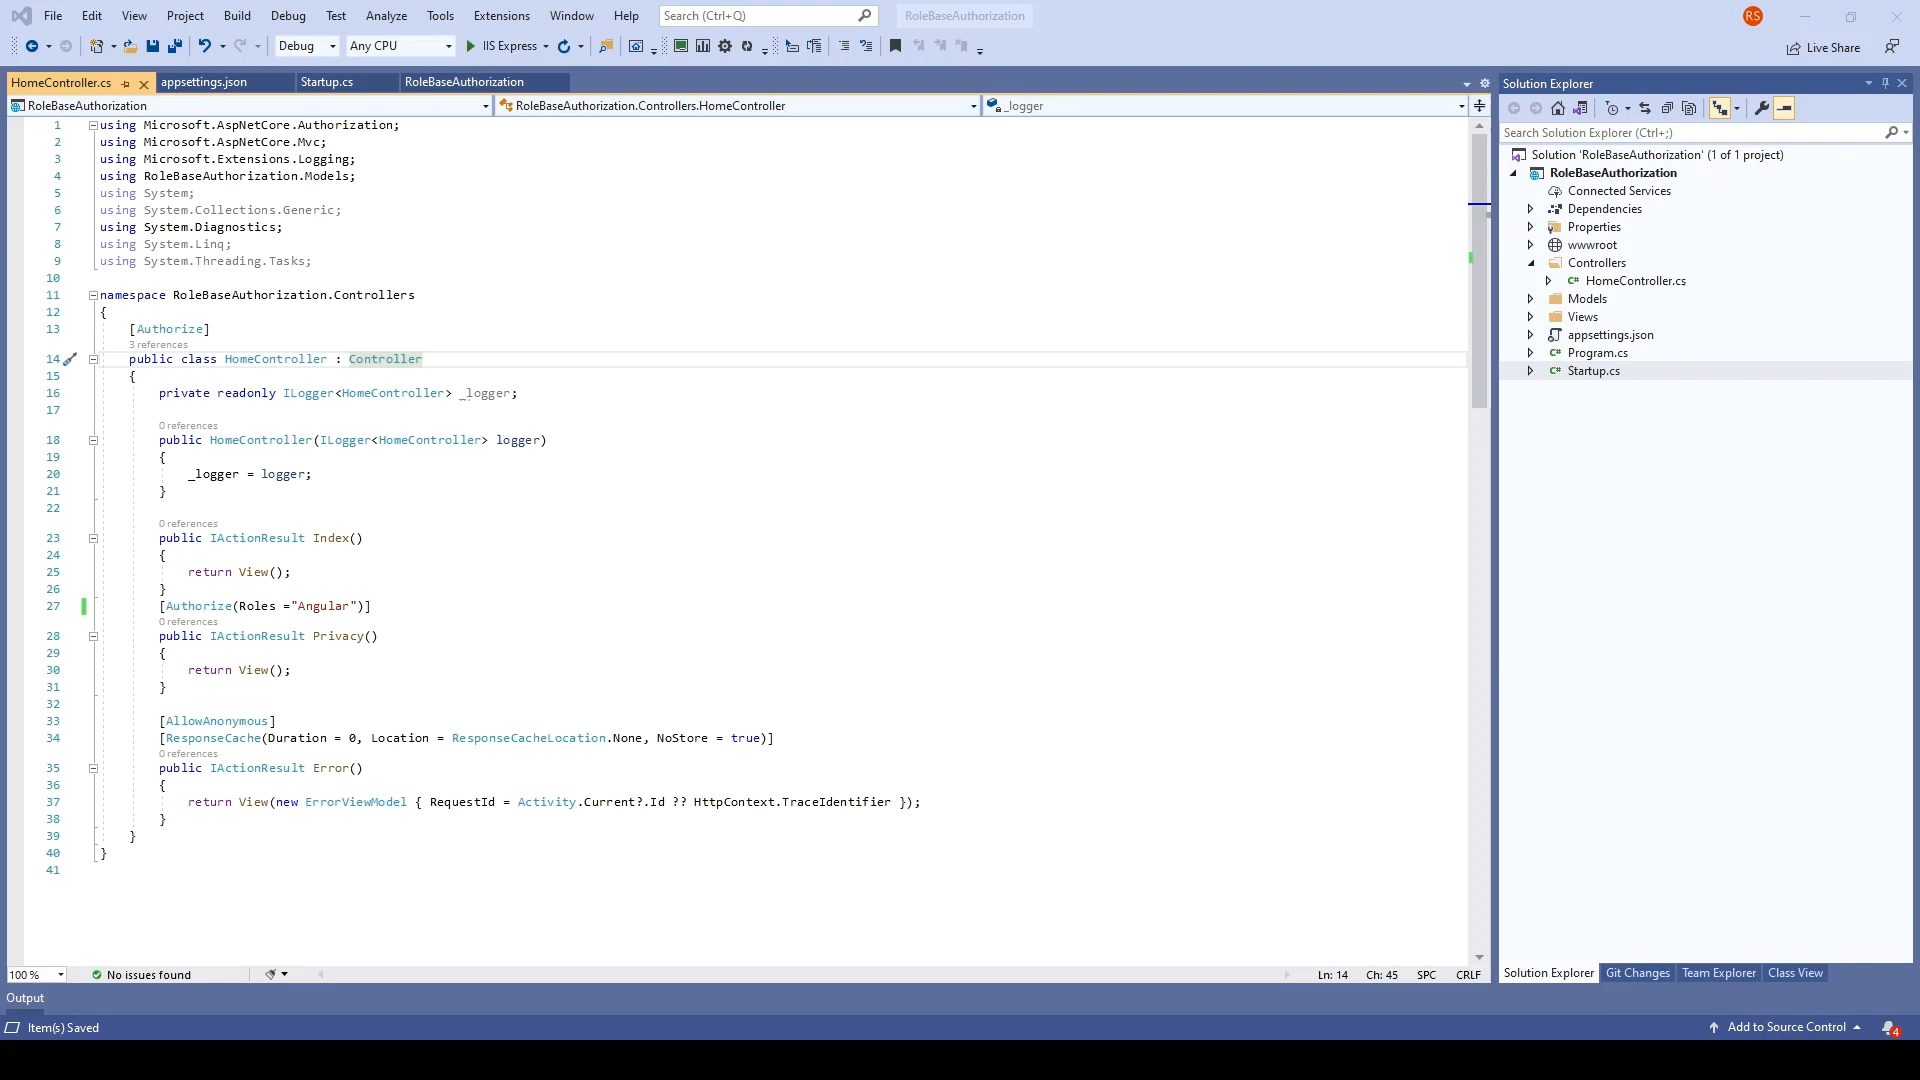 File Edit View Project Build Debug Test Analyze Tools Extensions Window Help Search (Ctrl+Q) RoleBaseAuthorization RS
Debug Any CPU IIS Express Live Share
HomeController.cs appsettings.json Startup.cs RoleBaseAuthorization
RoleBaseAuthorization RoleBaseAuthorization.Controllers.HomeController _logger
1 using Microsoft.AspNetCore.Authorization;
2 using Microsoft.AspNetCore.Mvc;
3 using Microsoft.Extensions.Logging;
4 using RoleBaseAuthorization.Models;
5 using System;
6 using System.Collections.Generic;
7 using System.Diagnostics;
8 using System.Linq;
9 using System.Threading.Tasks;
10
11 namespace RoleBaseAuthorization.Controllers
12 {
13 [Authorize]
3 references
14 public class HomeController : Controller
15 {
16 private readonly ILogger<HomeController> _logger;
17
0 references
18 public HomeController(ILogger<HomeController> logger)
19 {
20 _logger = logger;
21 }
22
0 references
23 public IActionResult Index()
24 {
25 return View();
26 }
27 [Authorize(Roles ="Angular")]
0 references
28 public IActionResult Privacy()
29 {
30 return View();
31 }
32
33 [AllowAnonymous]
34 [ResponseCache(Duration = 0, Location = ResponseCacheLocation.None, NoStore = true)]
0 references
35 public IActionResult Error()
36 {
37 return View(new ErrorViewModel { RequestId = Activity.Current?.Id ?? HttpContext.TraceIdentifier });
38 }
39 }
40 }
41
100 % No issues found Ln: 14 Ch: 45 SPC CRLF
Solution Explorer
Search Solution Explorer (Ctrl+;)
Solution 'RoleBaseAuthorization' (1 of 1 project)
RoleBaseAuthorization
Connected Services
Dependencies
Properties
wwwroot
Controllers
C# HomeController.cs
Models
Views
appsettings.json
C# Program.cs
C# Startup.cs
Solution Explorer Git Changes Team Explorer Class View
Output
Item(s) Saved Add to Source Control 4